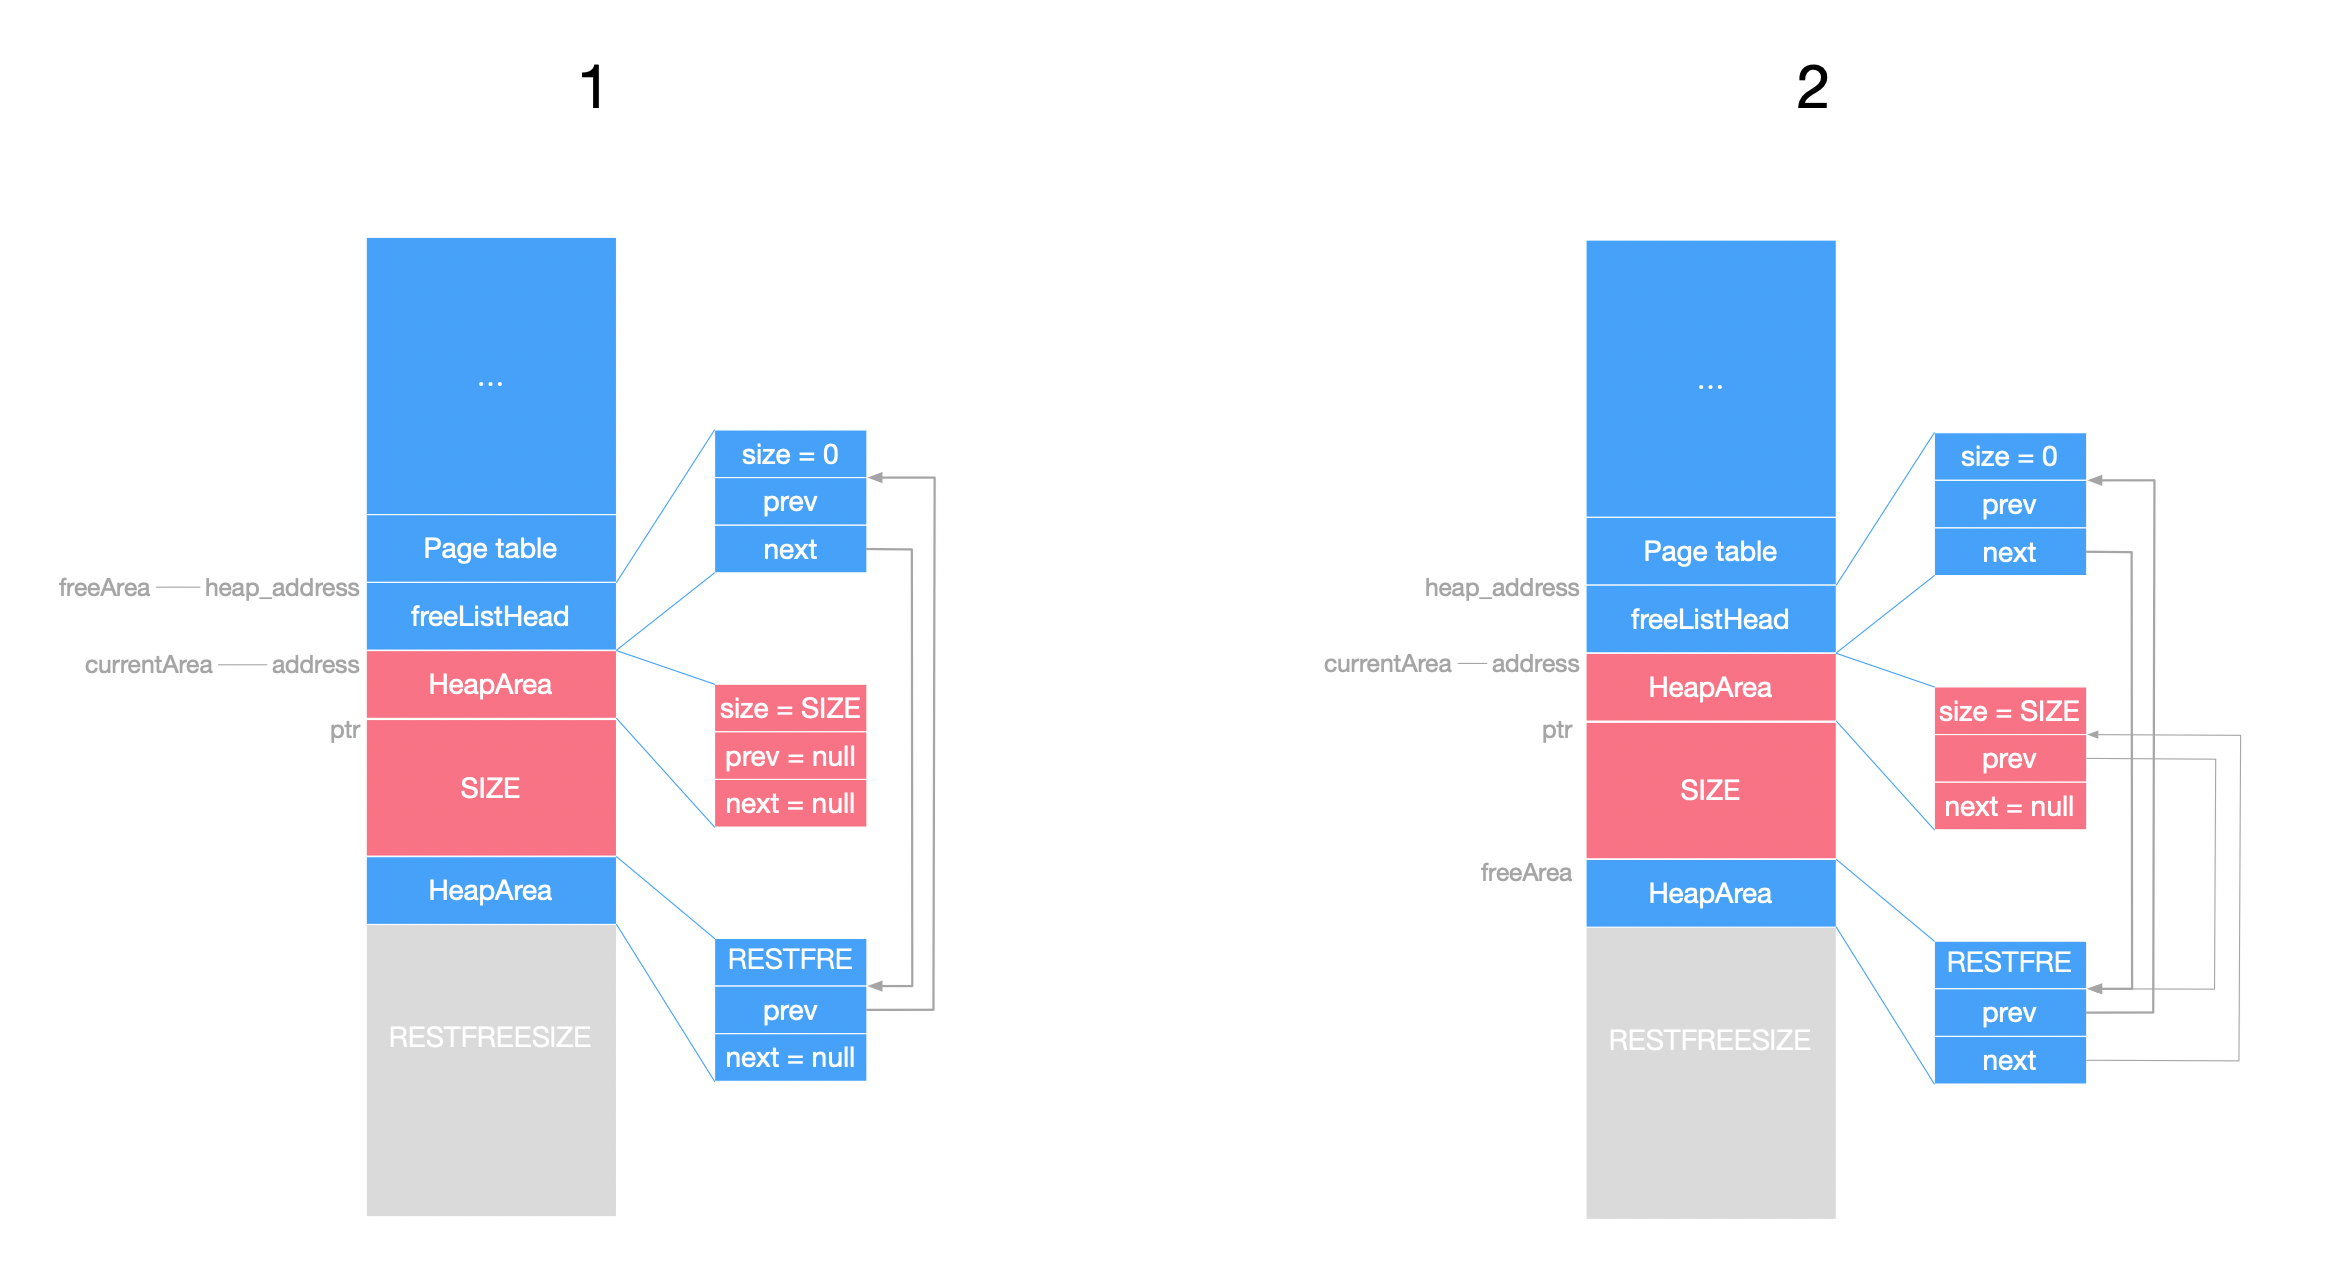 1
...
Page table
freeArea
heap_address
freeListHead
currentArea
address
HeapArea
ptr
SIZE
HeapArea
RESTFREESIZE
size = 0
prev
next
size = SIZE
prev = null
next = null
RESTFRE
prev
next = null
2
...
Page table
heap_address
freeListHead
currentArea
address
HeapArea
ptr
SIZE
freeArea
HeapArea
RESTFREESIZE
size = 0
prev
next
size = SIZE
prev
next = null
RESTFRE
prev
next